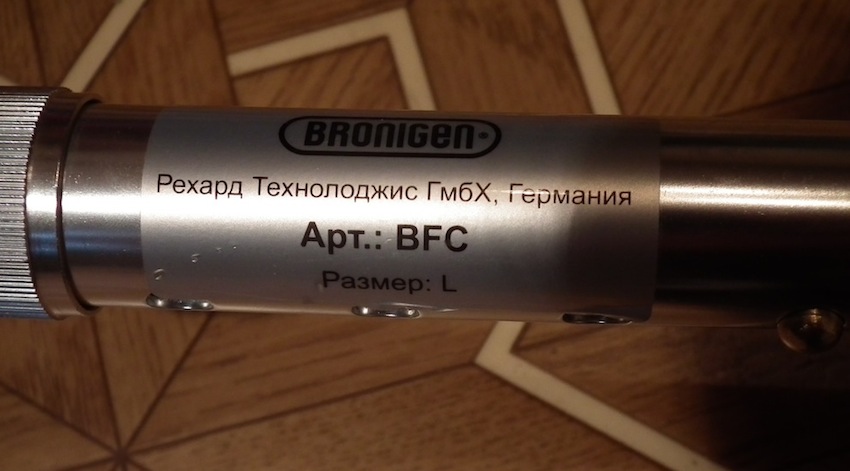 BRONIGEN
Рехард Технолоджис ГмбХ, Германия
Арт.: BFC
Размер: L